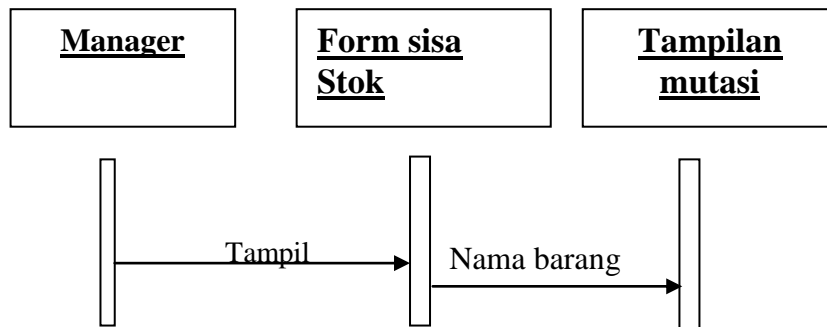 Manager
Form sisa
Stok
Tampilan
mutasi
Tampil
Nama barang